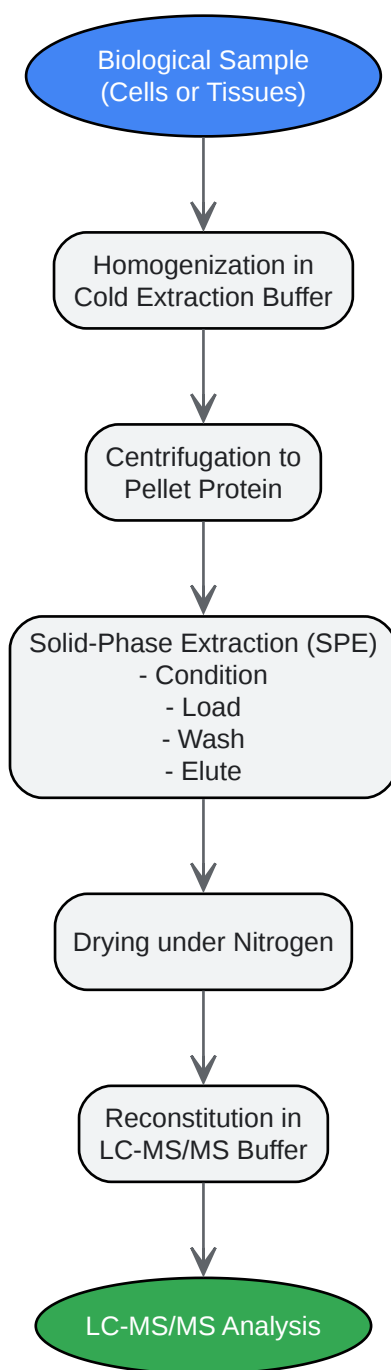 Biological Sample
(Cells or Tissues)
Homogenization in
Cold Extraction Buffer
Centrifugation to
Pellet Protein
Solid-Phase Extraction (SPE)
- Condition
- Load
- Wash
- Elute
Drying under Nitrogen
Reconstitution in
LC-MS/MS Buffer
LC-MS/MS Analysis